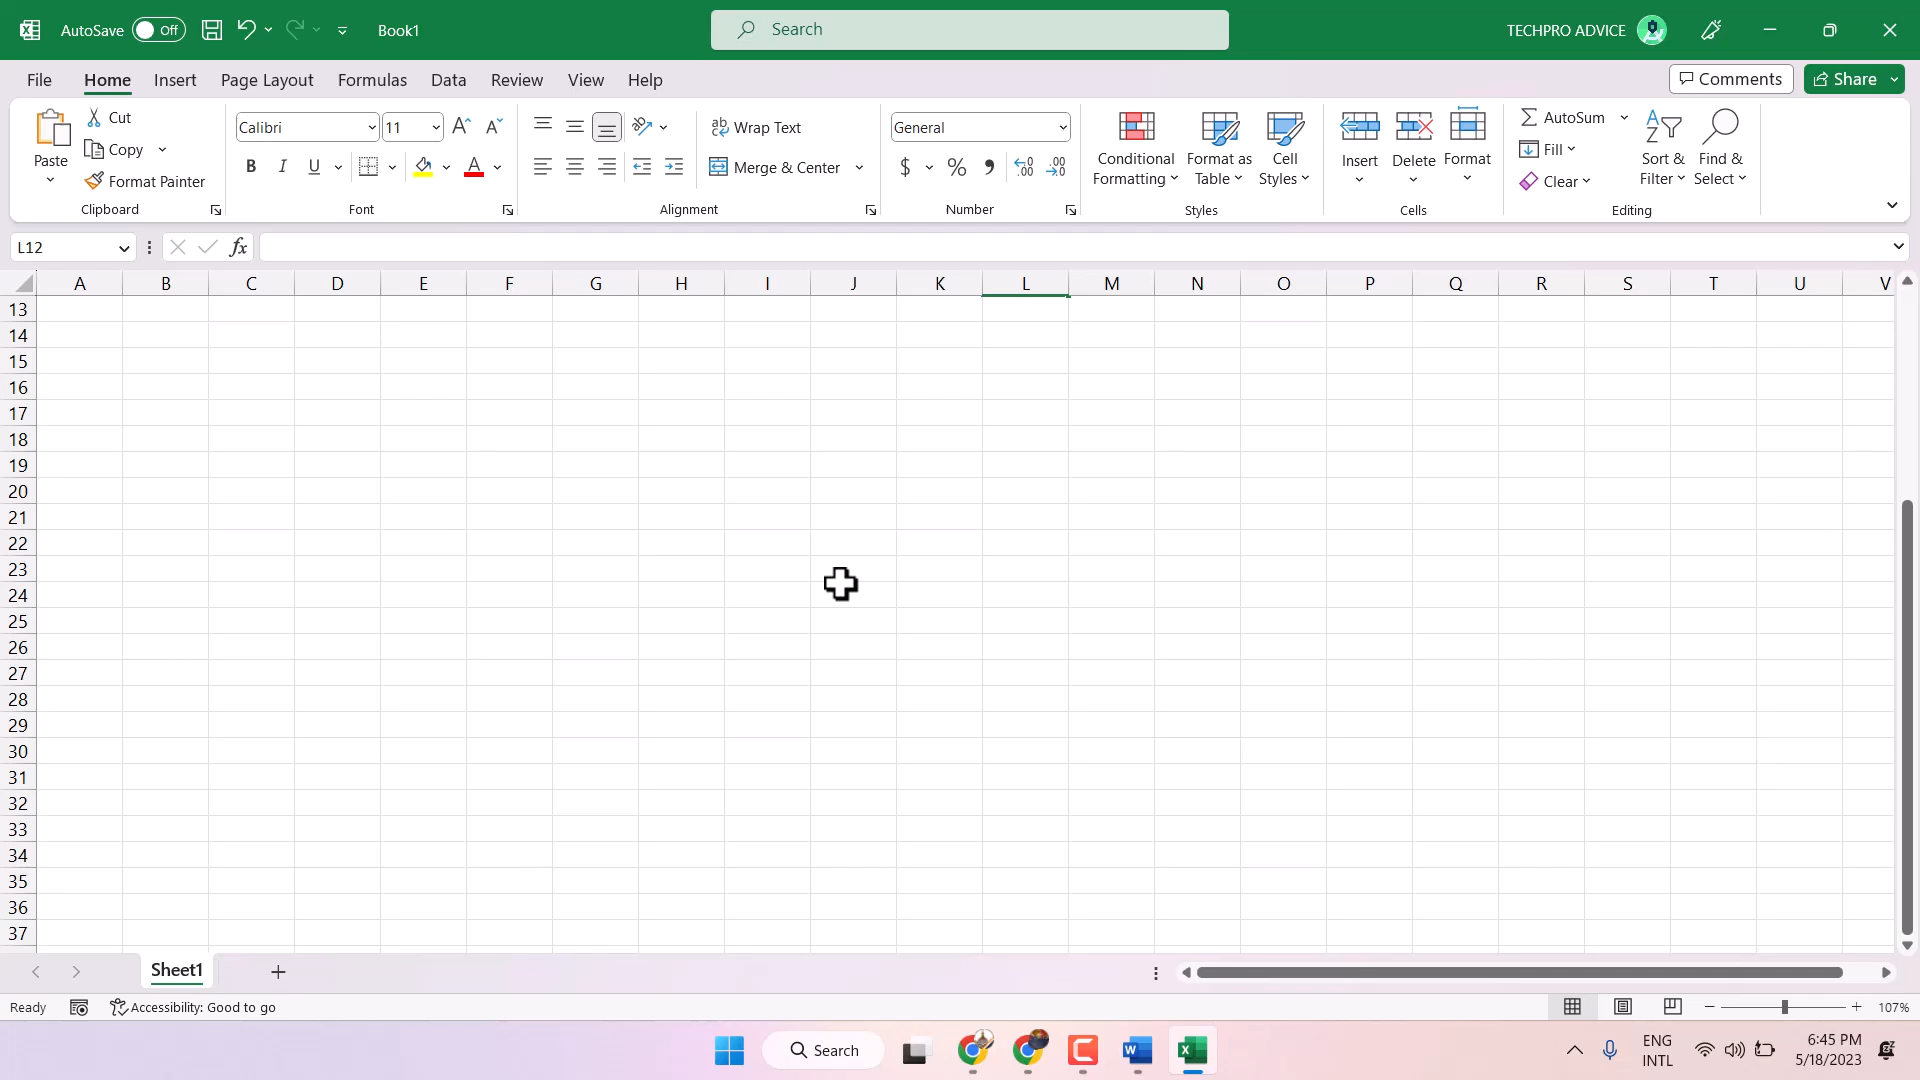 AutoSave Off Book1 Search TECHPRO ADVICE
File Home Insert Page Layout Formulas Data Review View Help Comments Share
Paste Cut Copy Format Painter
Clipboard
Calibri 11
B I U A
Font
Wrap Text
Merge & Center
Alignment
General
$ % 9
Number
Conditional Formatting
Format as Table
Cell Styles
Styles
Insert Delete Format
Cells
AutoSum
Fill
Clear
Sort & Filter
Find & Select
Editing
L12 fx
A B C D E F G H I J K L M N O P Q R S T U V
13
14
15
16
17
18
19
20
21
22
23
24
25
26
27
28
29
30
31
32
33
34
35
36
37
Sheet1
Ready Accessibility: Good to go 107%
Search
ENG
INTL
6:45 PM
5/18/2023